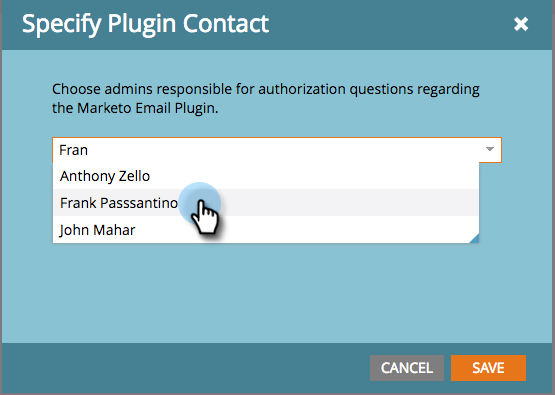 Specify Plugin Contact
Choose admins responsible for authorization questions regarding
the Marketo Email Plugin.
Fran
Anthony Zello
Frank Passsantino
John Mahar
CANCEL
SAVE